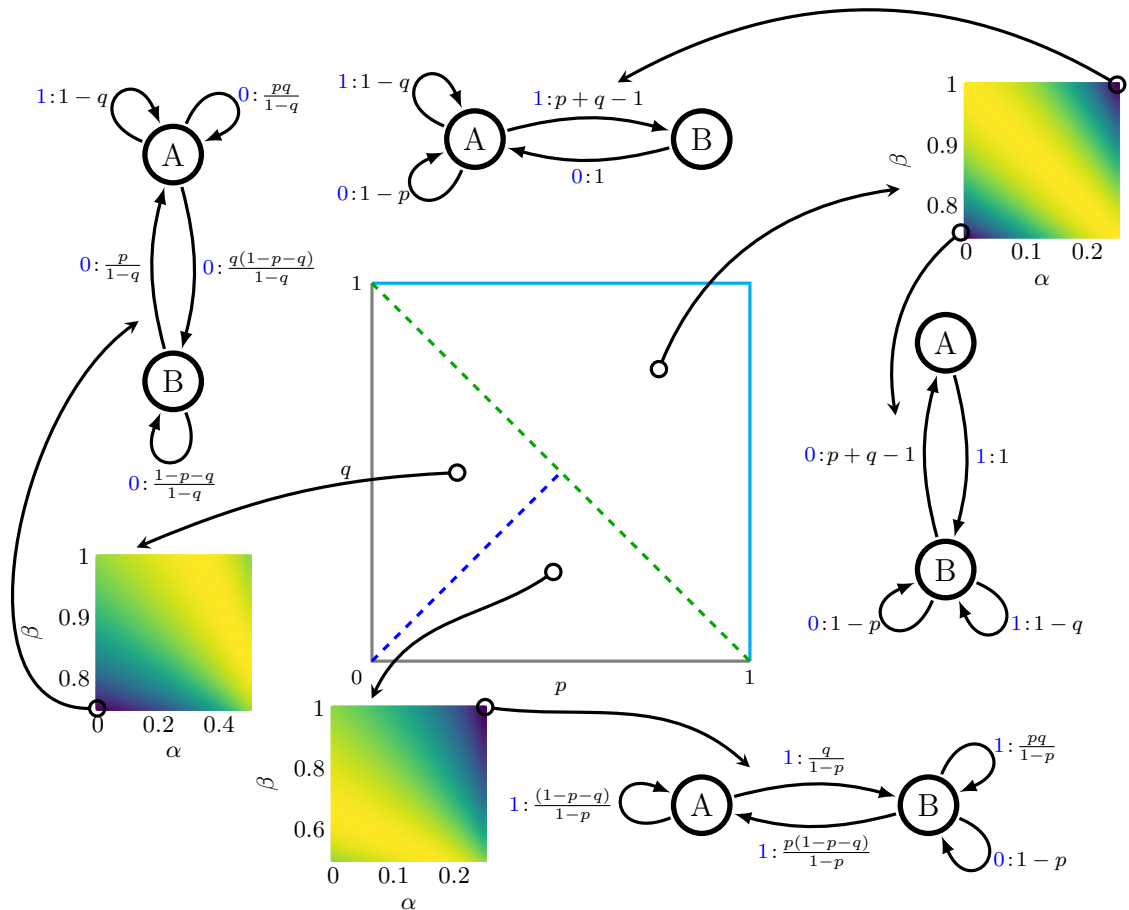 1:1 − q
0: pq/1−q
A
0: p/1−q
0: q(1−p−q)/1−q
B
0: 1−p−q/1−q
1:1 − q
1:p + q − 1
A
B
0:1
0:1 − p
1
0.9
0.8
β
0
0.1
0.2
α
A
0:p + q − 1
1:1
B
0:1 − p
1:1 − q
1
q
0
p
1
1
0.9
0.8
β
0
0.2
0.4
α
1
0.8
0.6
β
0
0.1
0.2
α
1: (1−p−q)/1−p
A
1: q/1−p
1: p(1−p−q)/1−p
B
1: pq/1−p
0:1 − p